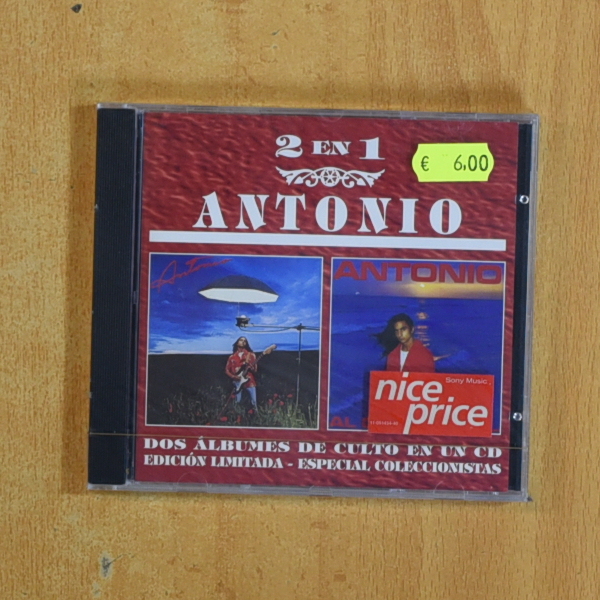 2 EN 1
€ 6,00
ANTONIO
Antonio
ANTONIO
Sony Music
nice
price
DOS ÁLBUMES DE CULTO EN UN CD
EDICIÓN LIMITADA - ESPECIAL COLECCIONISTAS